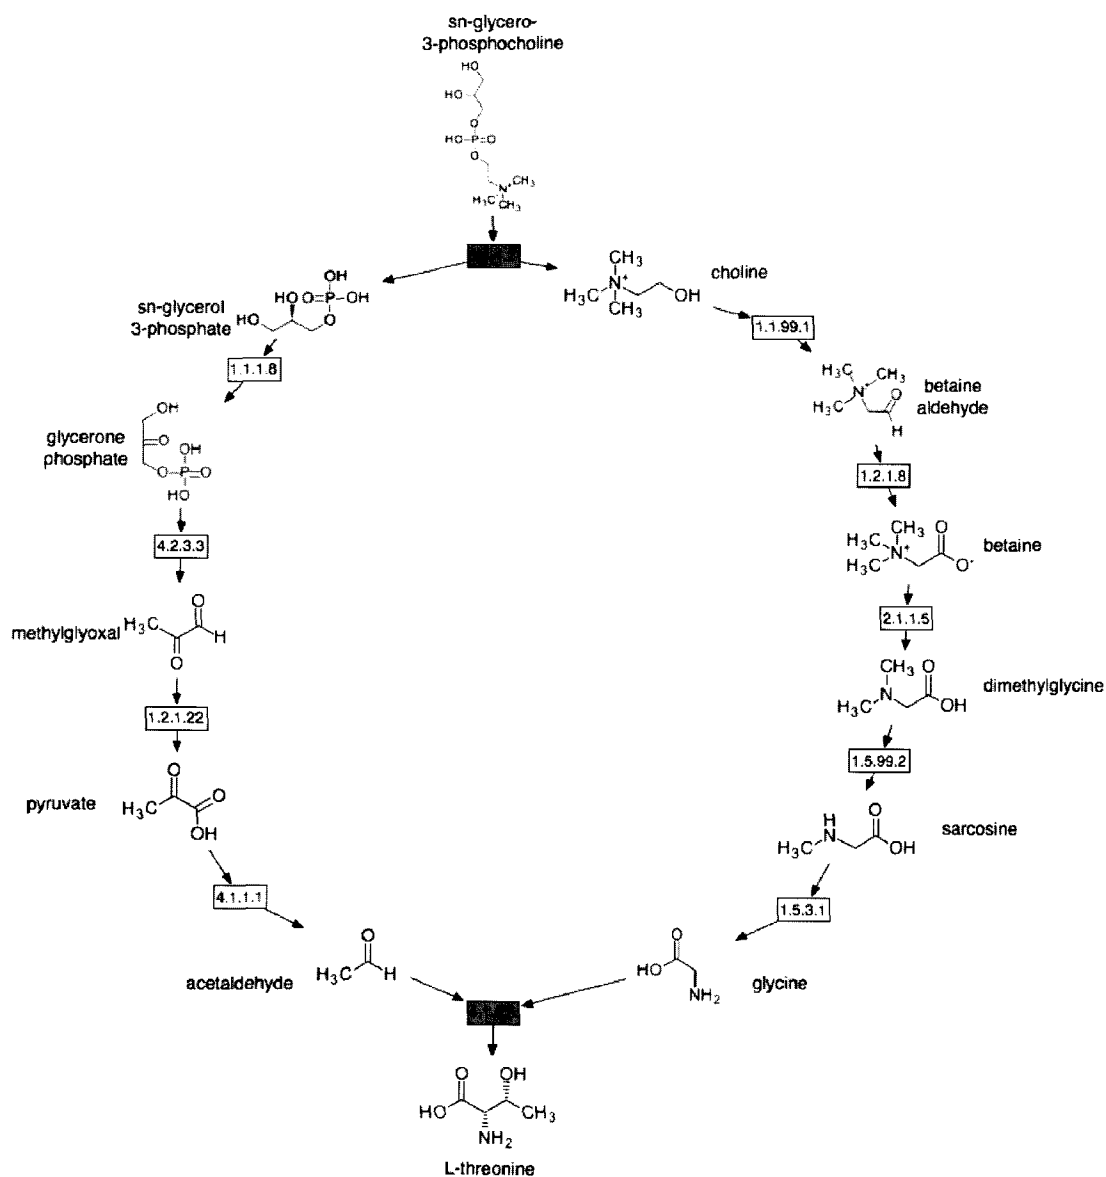 sn-glycero-
3-phosphocholine
HO
HO
O
HO-P=O
O
N+ CH3
H3C CH3
OH
HO O=P-OH
HO O
sn-glycerol
3-phosphate
CH3
H3C N+ OH
CH3
choline
1.1.99.1
1.1.1.8
H3C N+ CH3
H3C O
H
betaine
aldehyde
OH
O
OH
O-P=O
HO
glycerone
phosphate
1.2.1.8
4.2.3.3
H3C CH3 O
N+
H3C O-
betaine
2.1.1.5
methylglyoxal
O
H3C H
O
CH3 O
N
H3C OH
dimethylglycine
1.2.1.22
1.5.99.2
pyruvate
O
H3C O
OH
H O
H3C N OH
sarcosine
4.1.1.1
1.5.3.1
acetaldehyde
O
H3C H
O
HO
NH2
glycine
O OH
HO CH3
NH2
L-threonine